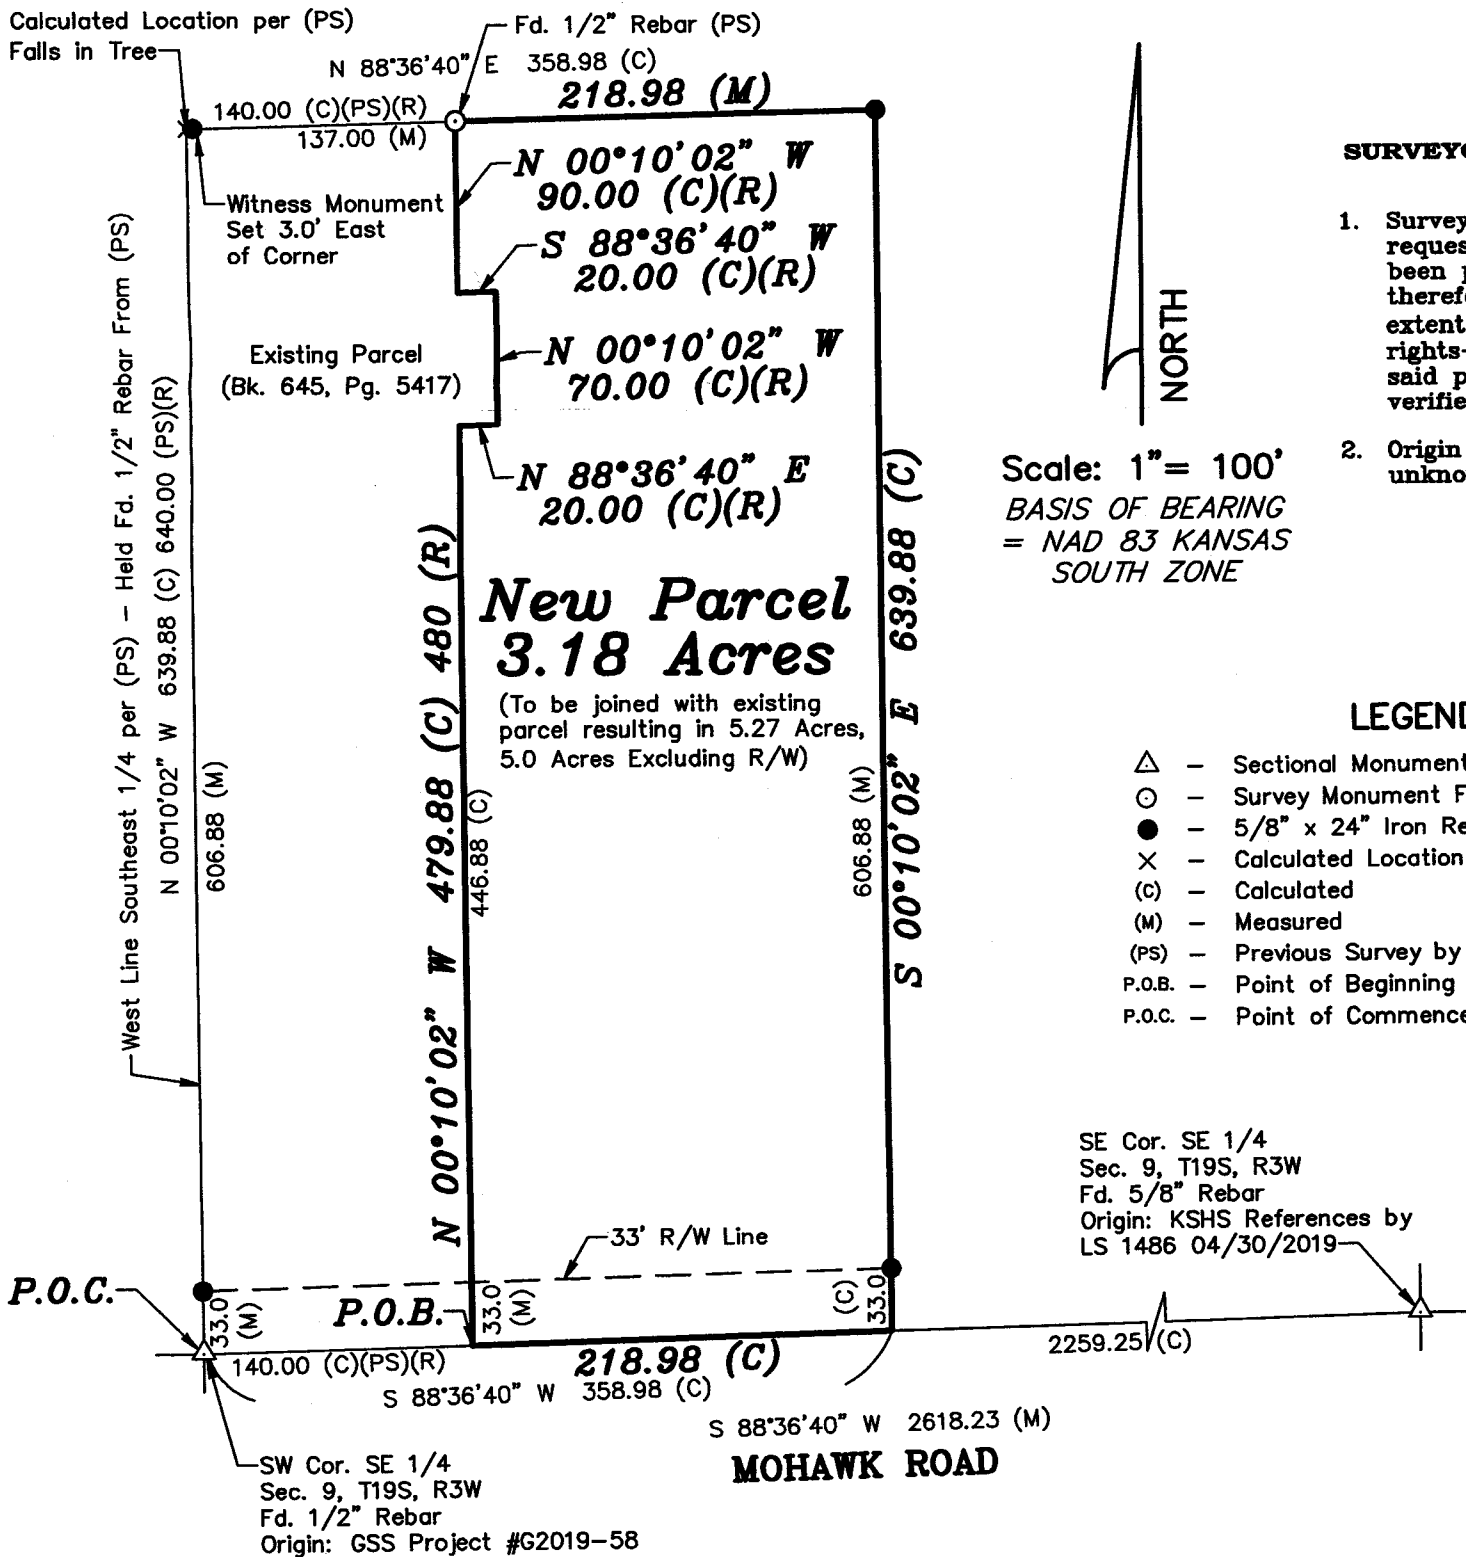 Calculated Location per (PS)
Falls in Tree
Fd. 1/2" Rebar (PS)
N 88°36'40" E 358.98 (C)
218.98 (M)
140.00 (C)(PS)(R)
137.00 (M)
N 00°10'02" W
90.00 (C)(R)
Witness Monument
Set 3.0' East
of Corner
S 88°36'40" W
20.00 (C)(R)
Existing Parcel
(Bk. 645, Pg. 5417)
N 00°10'02" W
70.00 (C)(R)
N 88°36'40" E
20.00 (C)(R)
West Line Southeast 1/4 per (PS) – Held Fd. 1/2" Rebar From (PS)
N 00°10'02" W 639.88 (C) 640.00 (PS)(R)
606.88 (M)
N 00°10'02" W 479.88 (C) 480 (R)
446.88 (C)
New Parcel
3.18 Acres
(To be joined with existing
parcel resulting in 5.27 Acres,
5.0 Acres Excluding R/W)
606.88 (M)
S 00°10'02" E 639.88 (C)
NORTH
Scale: 1"= 100'
BASIS OF BEARING
= NAD 83 KANSAS
SOUTH ZONE
1. Survey
reques
been p
extent
rights-
said p
verifie
2. Origin
unkno
LEGEND
△ – Sectional Monument
⊙ – Survey Monument F
● – 5/8" x 24" Iron Re
× – Calculated Location
(C) – Calculated
(M) – Measured
(PS) – Previous Survey by
P.O.B. – Point of Beginning
P.O.C. – Point of Commence
SE Cor. SE 1/4
Sec. 9, T19S, R3W
Fd. 5/8" Rebar
Origin: KSHS References by
LS 1486 04/30/2019
33' R/W Line
P.O.C.
33.0
(M)
P.O.B.
33.0
(M)
(C)
33.0
140.00 (C)(PS)(R)
218.98 (C)
2259.25 (C)
S 88°36'40" W 358.98 (C)
S 88°36'40" W 2618.23 (M)
MOHAWK ROAD
SW Cor. SE 1/4
Sec. 9, T19S, R3W
Fd. 1/2" Rebar
Origin: GSS Project #G2019-58